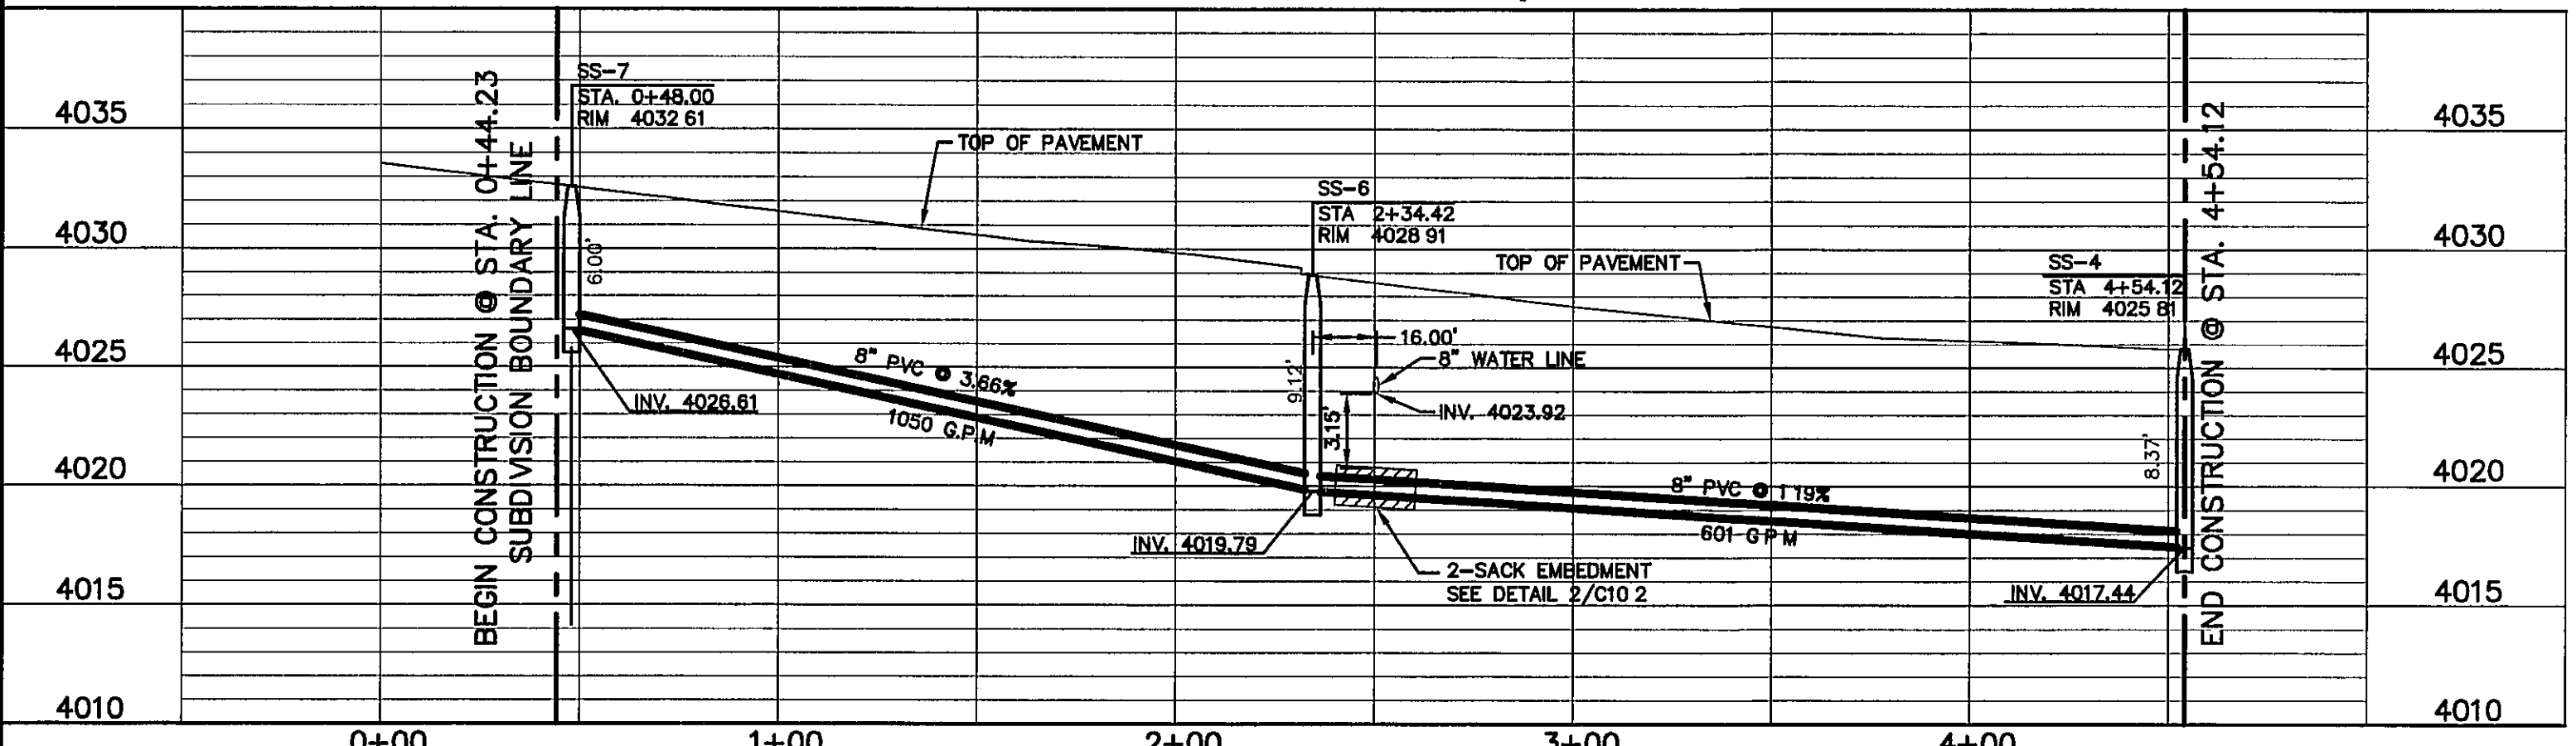 SS-7
STA. 0+48.00
RIM 4032 61
4035
4035
TOP OF PAVEMENT
SS-6
STA 2+34.42
RIM 4028 91
4030
4030
TOP OF PAVEMENT
SS-4
STA 4+54.12
RIM 4025 81
BEGIN CONSTRUCTION @ STA. 0+44.23
SUBDIVISION BOUNDARY LINE
6.00'
16.00'
8" WATER LINE
4025
4025
8" PVC @ 3.66%
9.12'
INV. 4026.61
INV. 4023.92
1050 G.P.M
3.15'
8.37'
END CONSTRUCTION @ STA. 4+54.12
4020
4020
8" PVC @ 1 19%
601 G P M
INV. 4019.79
2-SACK EMBEDMENT
SEE DETAIL 2/C10 2
INV. 4017.44
4015
4015
4010
4010
0+00
1+00
2+00
3+00
4+00